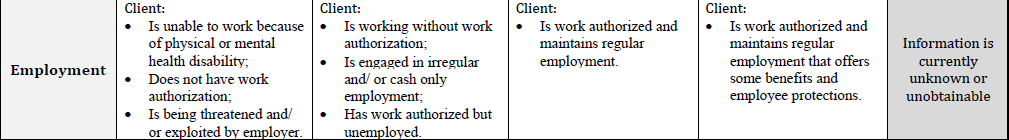 Employment
Client:
• Is unable to work because
of physical or mental
health disability;
• Does not have work
authorization;
• Is being threatened and/
or exploited by employer.
Client:
• Is working without work
authorization;
• Is engaged in irregular
and/ or cash only
employment;
• Has work authorized but
unemployed.
Client:
• Is work authorized and
maintains regular
employment.
Client:
• Is work authorized and
maintains regular
employment that offers
some benefits and
employee protections.
Information is
currently
unknown or
unobtainable